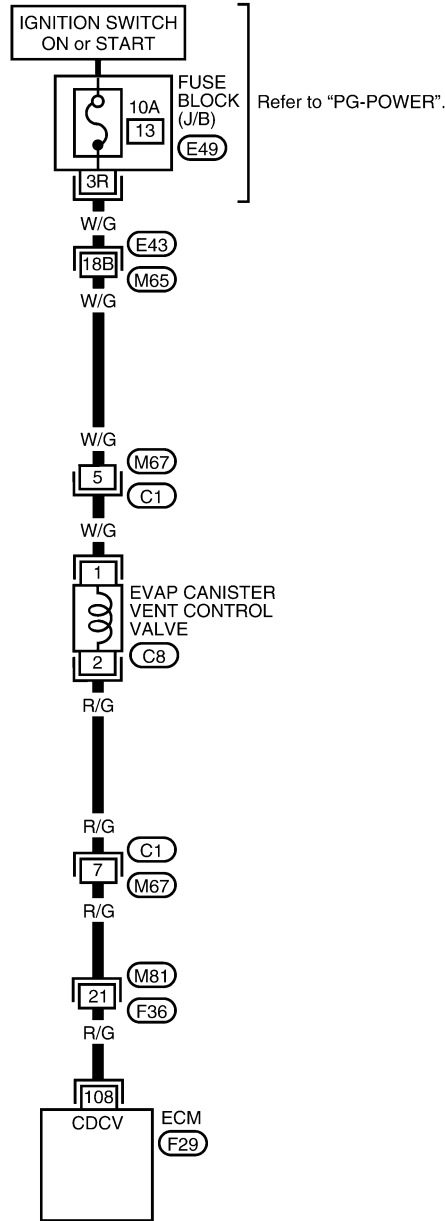 IGNITION SWITCH
ON or START
FUSE
BLOCK
(J/B)
10A
13
E49
Refer to “PG-POWER”.
3R
W/G
E43
18B
M65
W/G
W/G
M67
5
C1
W/G
1
EVAP CANISTER
VENT CONTROL
VALVE
2
C8
R/G
R/G
C1
7
M67
R/G
M81
21
F36
R/G
108
CDCV
ECM
F29